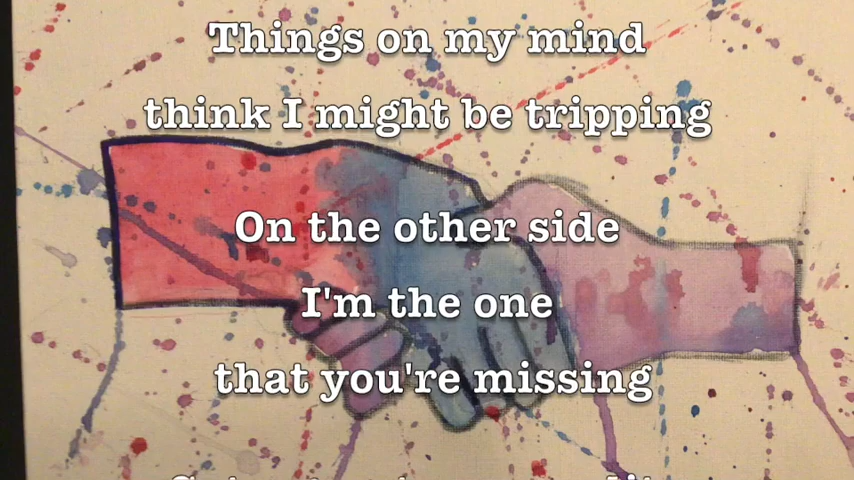 Things on my mind
think I might be tripping
On the other side
I'm the one
that you're missing